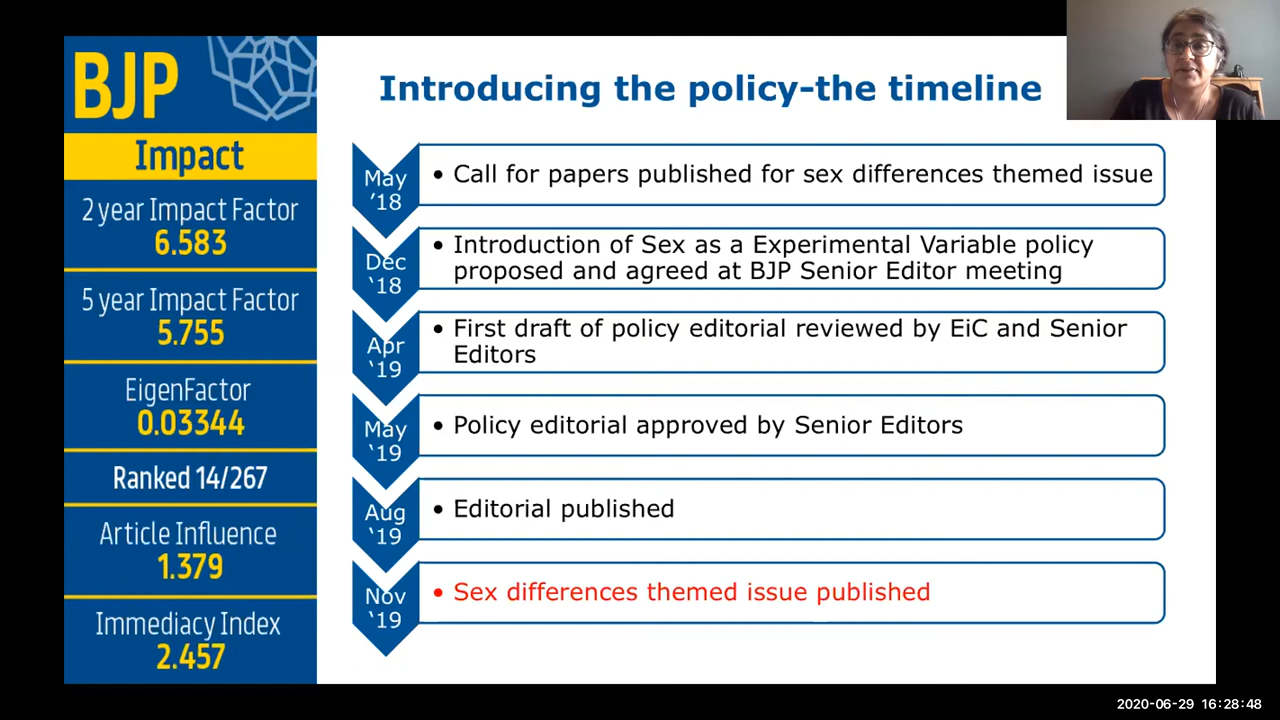 BJP
Impact
2 year Impact Factor
6.583
5 year Impact Factor
5.755
EigenFactor
0.03344
Ranked 14/267
Article Influence
1.379
Immediacy Index
2.457
Introducing the policy-the timeline
May
’18
• Call for papers published for sex differences themed issue
Dec
‘18
• Introduction of Sex as a Experimental Variable policy
proposed and agreed at BJP Senior Editor meeting
Apr
‘19
• First draft of policy editorial reviewed by EiC and Senior
Editors
May
‘19
• Policy editorial approved by Senior Editors
Aug
‘19
• Editorial published
Nov
‘19
• Sex differences themed issue published
2020-06-29 16:28:48